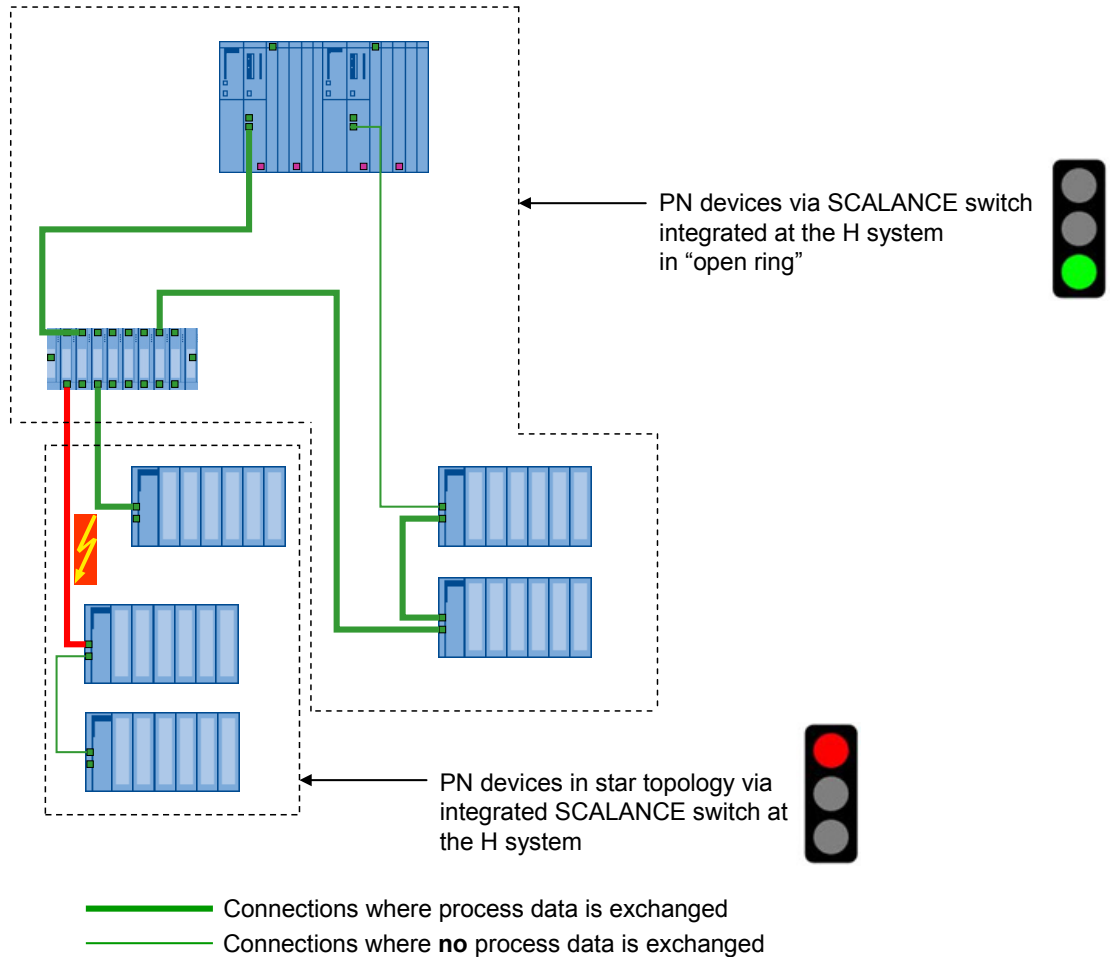 PN devices via SCALANCE switch
integrated at the H system
in “open ring”
PN devices in star topology via
integrated SCALANCE switch at
the H system
Connections where process data is exchanged
Connections where no process data is exchanged